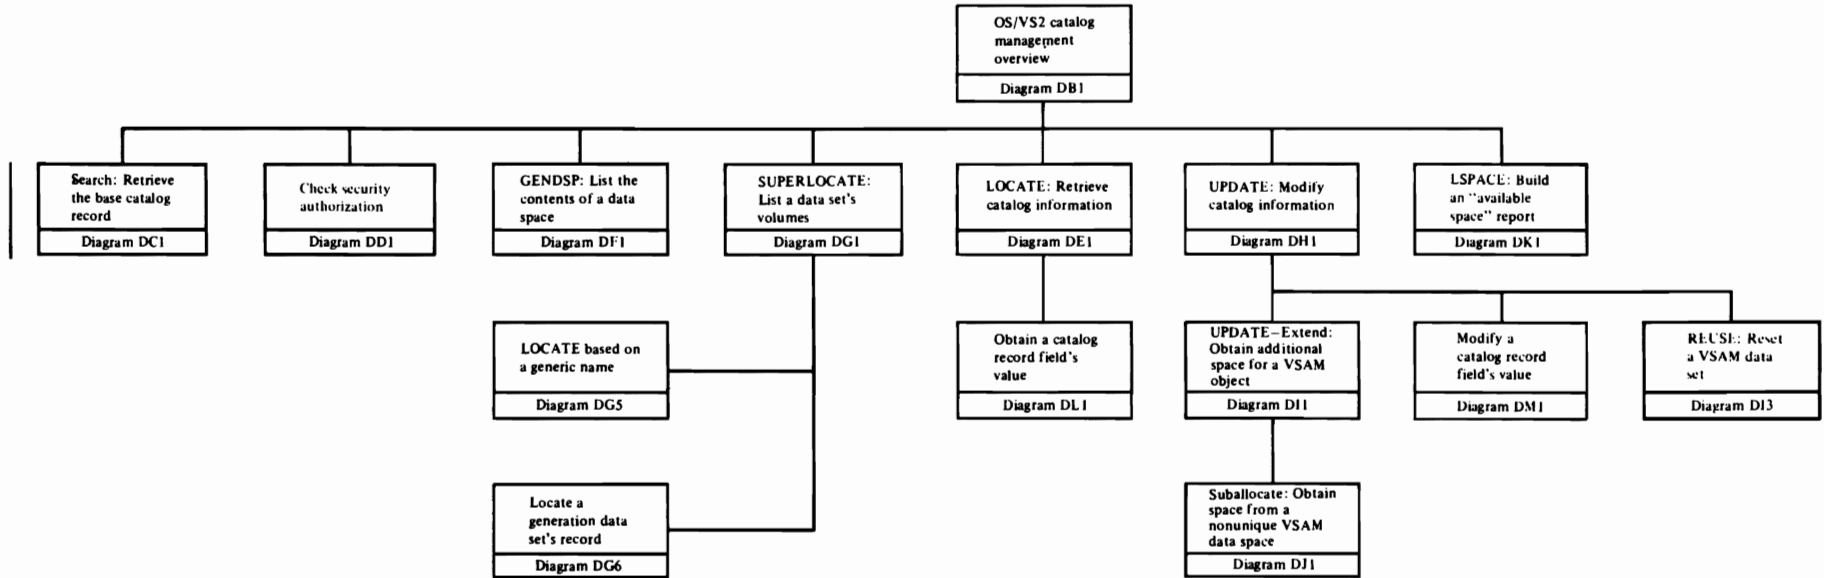 OS/VS2 catalog
management
overview
Diagram DB1
Search: Retrieve
the base catalog
record
Diagram DC1
Check security
authorization
Diagram DD1
GENDSP: List the
contents of a data
space
Diagram DF1
SUPERLOCATE:
List a data set's
volumes
Diagram DG1
LOCATE: Retrieve
catalog information
Diagram DE1
UPDATE: Modify
catalog information
Diagram DH1
LSPACE: Build
an "available
space" report
Diagram DK1
LOCATE based on
a generic name
Diagram DG5
Obtain a catalog
record field's
value
Diagram DL1
UPDATE–Extend:
Obtain additional
space for a VSAM
object
Diagram DI1
Modify a
catalog record
field's value
Diagram DM1
REUSE: Reset
a VSAM data
set
Diagram DI3
Locate a
generation data
set's record
Diagram DG6
Suballocate: Obtain
space from a
nonunique VSAM
data space
Diagram DJ1